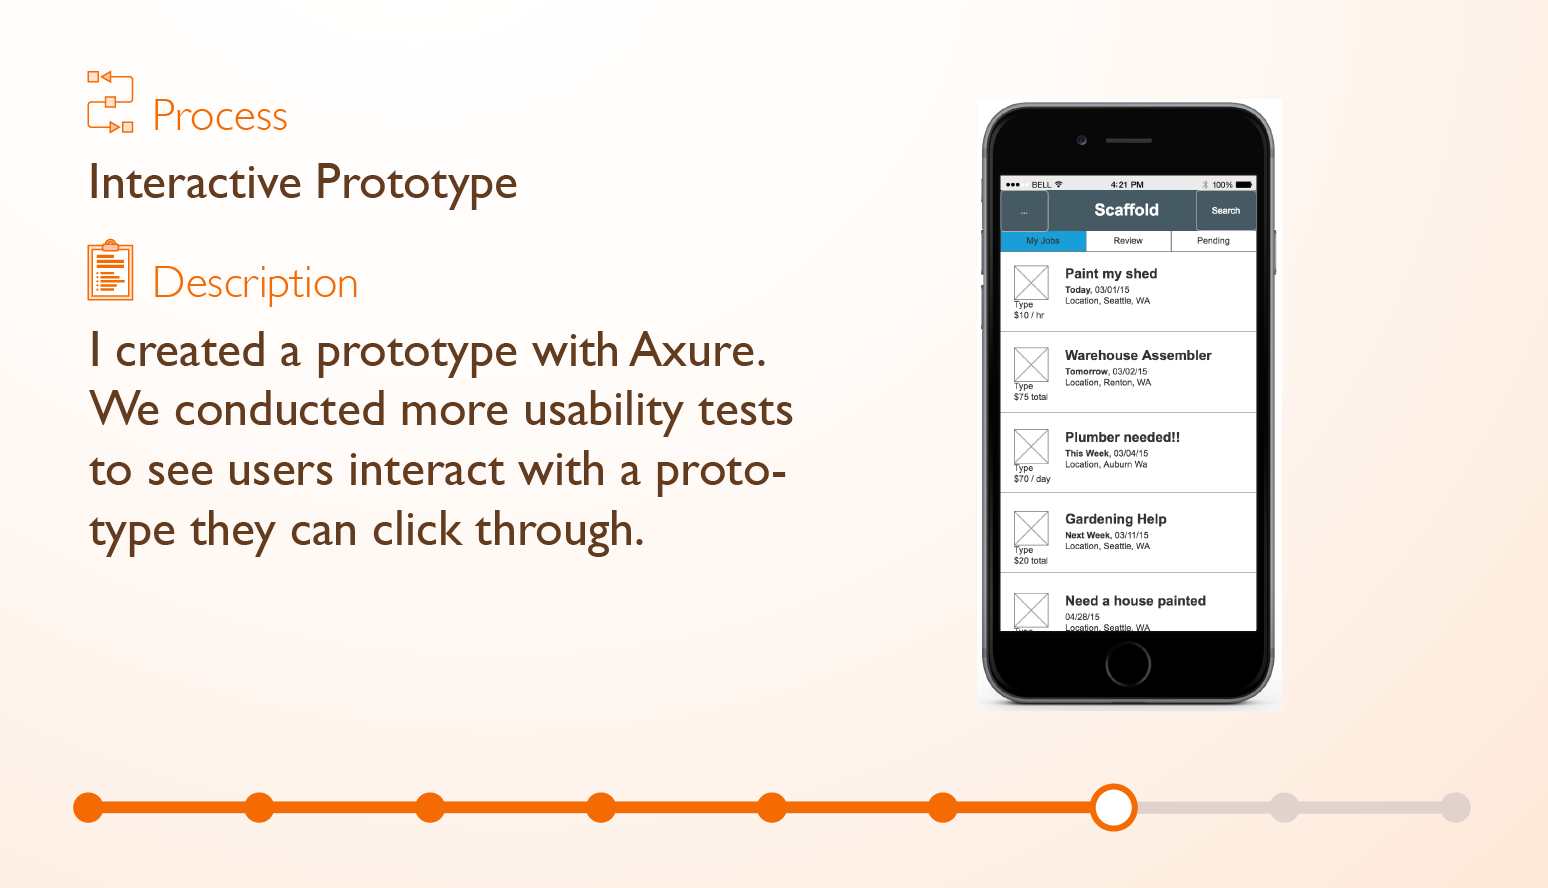 Process
Interactive Prototype
Description
I created a prototype with Axure.
We conducted more usability tests
to see users interact with a proto-
type they can click through.
BELL 4:21 PM 100%
... Scaffold Search
My Jobs Review Pending
Paint my shed
Today, 03/01/15
Location, Seattle, WA
Type
$10 / hr
Warehouse Assembler
Tomorrow, 03/02/15
Location, Renton, WA
Type
$75 total
Plumber needed!!
This Week, 03/04/15
Location, Auburn Wa
Type
$70 / day
Gardening Help
Next Week, 03/11/15
Location, Seattle, WA
Type
$20 total
Need a house painted
04/28/15
Location, Seattle, WA
Type